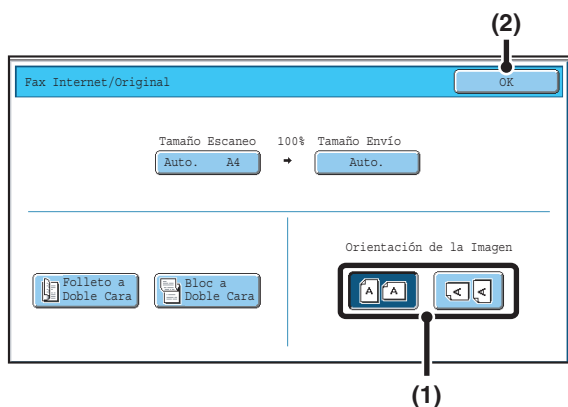 (2)
Fax Internet/Original
OK
Tamaño Escaneo 100% Tamaño Envío
Auto. A4 ➞ Auto.
Orientación de la Imagen
Folleto a
Doble Cara
Bloc a
Doble Cara
A A A A
(1)